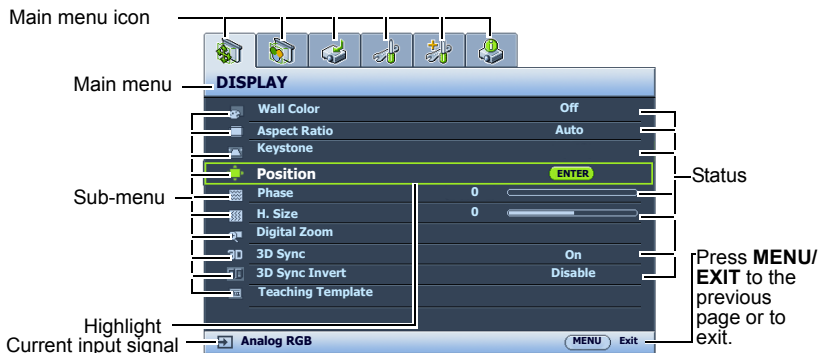 Main menu icon
Main menu
DISPLAY
Wall Color Off
Aspect Ratio Auto
Keystone
Position ENTER
Sub-menu
Phase 0
H. Size 0
Digital Zoom
3D 3D Sync On
3D Sync Invert Disable
Teaching Template
Status
Highlight
Current input signal
Analog RGB MENU Exit
Press MENU/
EXIT to the
previous
page or to
exit.